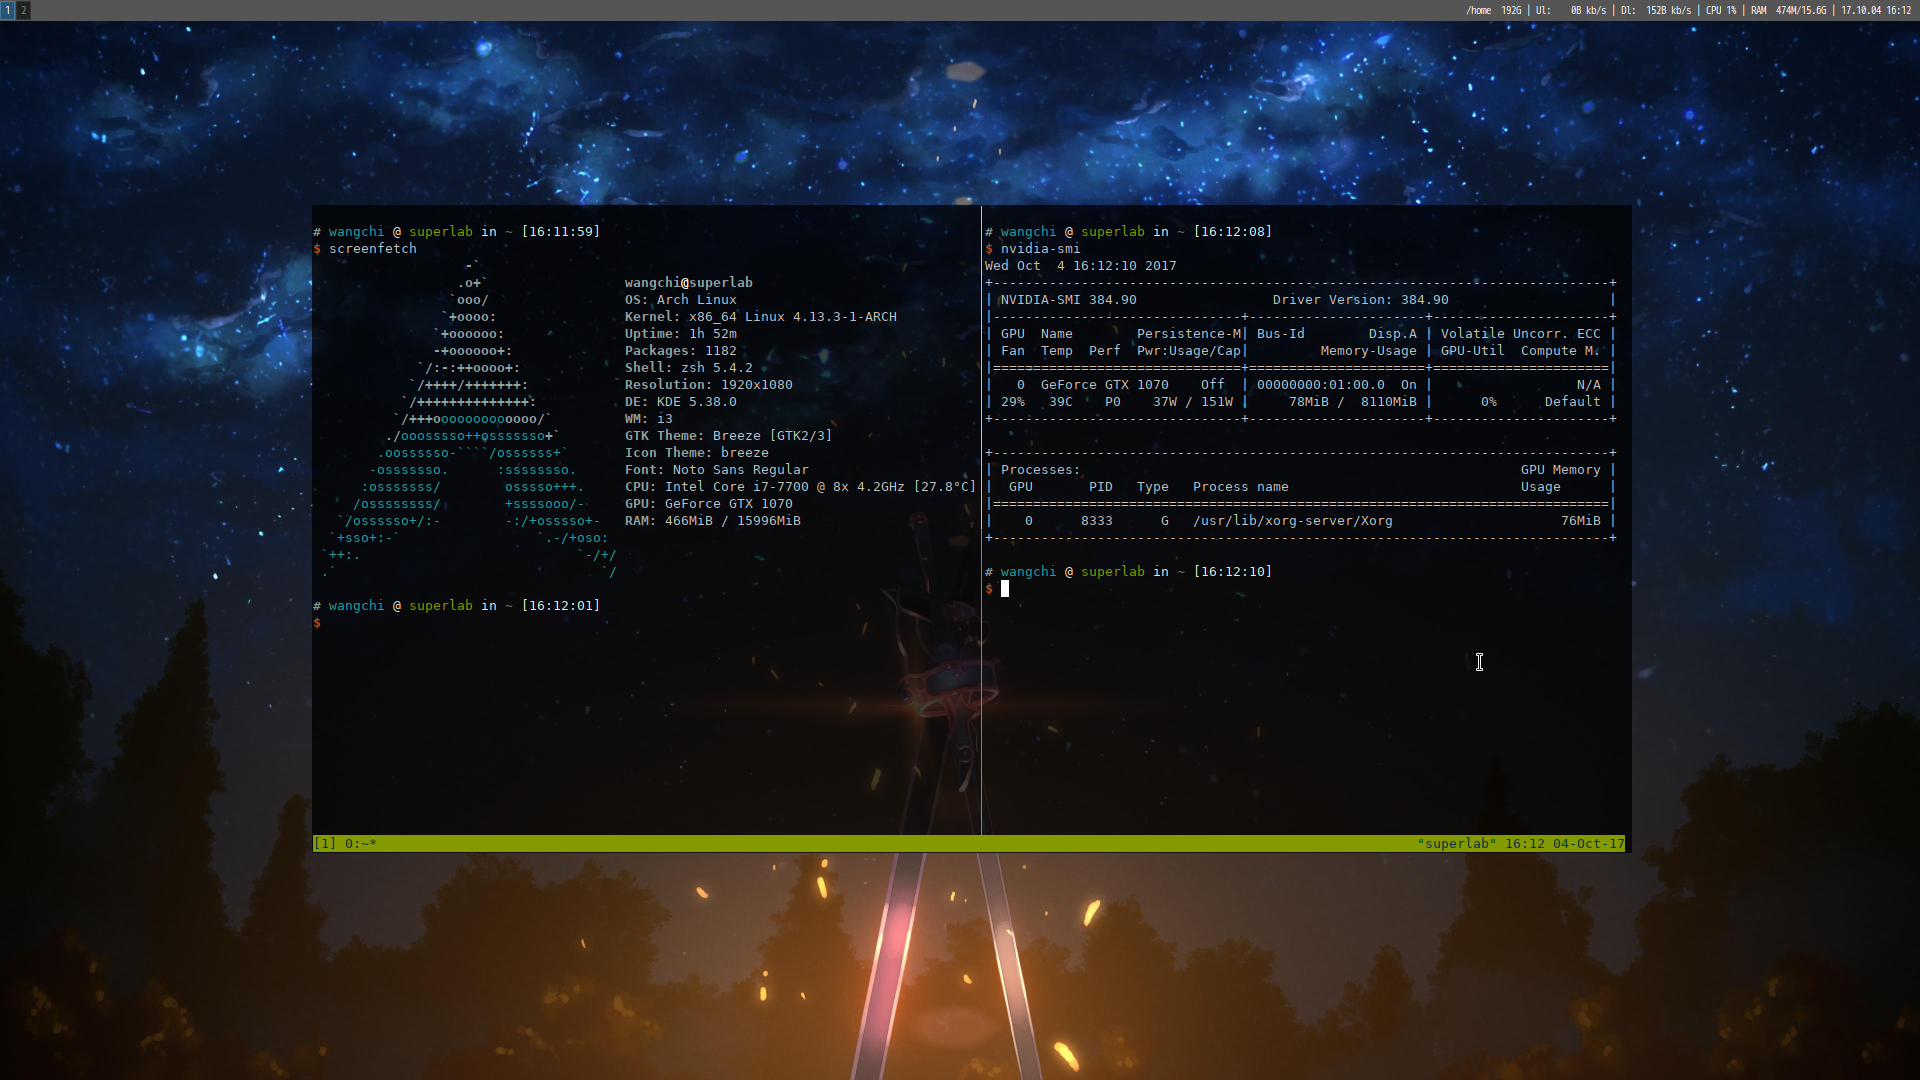 1 2 /home 192G | Ul: 0B kb/s | Dl: 152B kb/s | CPU 1% | RAM 474M/15.6G | 17.10.04 16:12
# wangchi @ superlab in ~ [16:11:59]
$ screenfetch
                   -`
                  .o+`                 wangchi@superlab
                 `ooo/                 OS: Arch Linux
                `+oooo:                Kernel: x86_64 Linux 4.13.3-1-ARCH
               `+oooooo:               Uptime: 1h 52m
               -+oooooo+:              Packages: 1182
             `/:-:++oooo+:             Shell: zsh 5.4.2
            `/++++/+++++++:            Resolution: 1920x1080
           `/++++++++++++++:           DE: KDE 5.38.0
          `/+++ooooooooooooo/`         WM: i3
         ./ooosssso++osssssso+`        GTK Theme: Breeze [GTK2/3]
        .oossssso-````/ossssss+`       Icon Theme: breeze
       -osssssso.      :ssssssso.      Font: Noto Sans Regular
      :osssssss/        osssso+++.     CPU: Intel Core i7-7700 @ 8x 4.2GHz [27.8°C]
     /ossssssss/        +ssssooo/-     GPU: GeForce GTX 1070
   `/ossssso+/:-        -:/+osssso+-   RAM: 466MiB / 15996MiB
  `+sso+:-`                 `.-/+oso:
 `++:.                           `-/+/
 .`                                 `/
# wangchi @ superlab in ~ [16:12:01]
$
# wangchi @ superlab in ~ [16:12:08]
$ nvidia-smi
Wed Oct  4 16:12:10 2017
+-----------------------------------------------------------------------------+
| NVIDIA-SMI 384.90                 Driver Version: 384.90                    |
|-------------------------------+----------------------+----------------------+
| GPU  Name        Persistence-M| Bus-Id        Disp.A | Volatile Uncorr. ECC |
| Fan  Temp  Perf  Pwr:Usage/Cap|         Memory-Usage | GPU-Util  Compute M. |
|===============================+======================+======================|
|   0  GeForce GTX 1070    Off  | 00000000:01:00.0  On |                  N/A |
| 29%   39C    P0    37W / 151W |     78MiB /  8110MiB |      0%      Default |
+-------------------------------+----------------------+----------------------+
+-----------------------------------------------------------------------------+
| Processes:                                                       GPU Memory |
|  GPU       PID   Type   Process name                             Usage      |
|=============================================================================|
|    0      8333      G   /usr/lib/xorg-server/Xorg                     76MiB |
+-----------------------------------------------------------------------------+
# wangchi @ superlab in ~ [16:12:10]
$
[1] 0:~* "superlab" 16:12 04-Oct-17